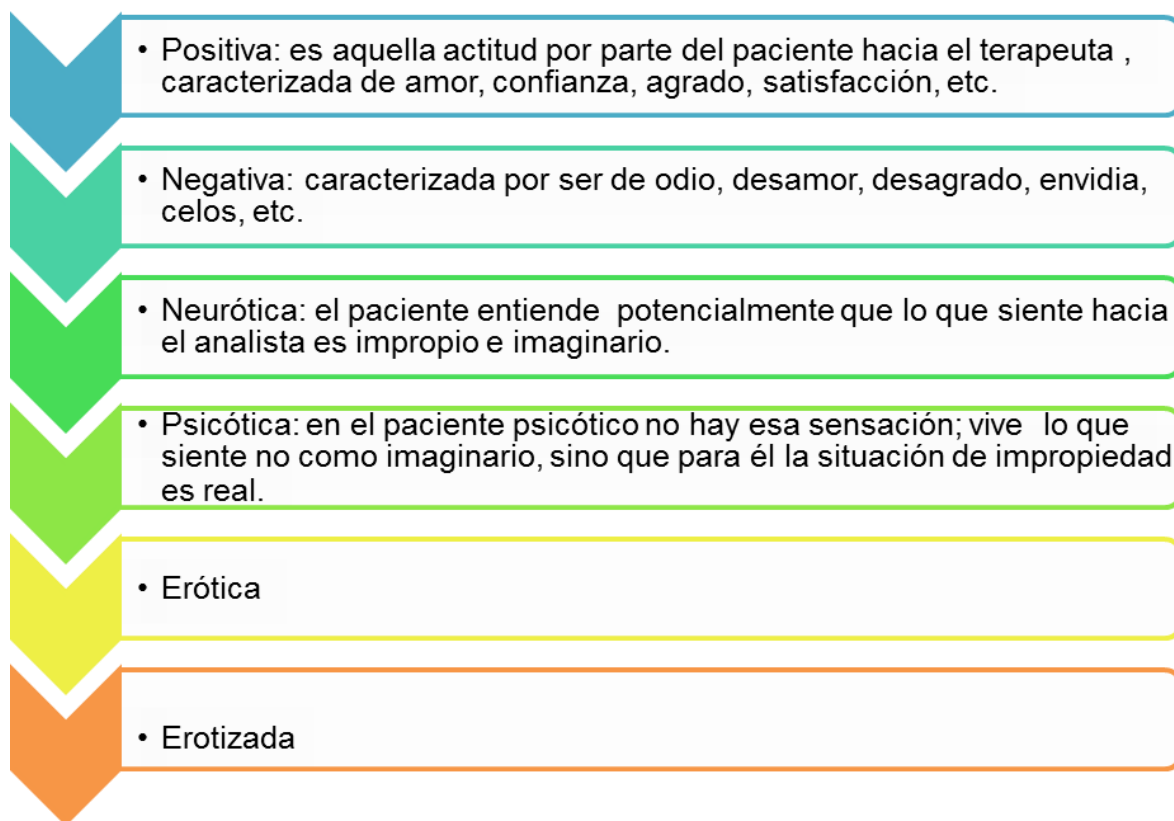 • Positiva: es aquella actitud por parte del paciente hacia el terapeuta ,
caracterizada de amor, confianza, agrado, satisfacción, etc.
• Negativa: caracterizada por ser de odio, desamor, desagrado, envidia,
celos, etc.
• Neurótica: el paciente entiende potencialmente que lo que siente hacia
el analista es impropio e imaginario.
• Psicótica: en el paciente psicótico no hay esa sensación; vive lo que
siente no como imaginario, sino que para él la situación de impropiedad
es real.
• Erótica
• Erotizada